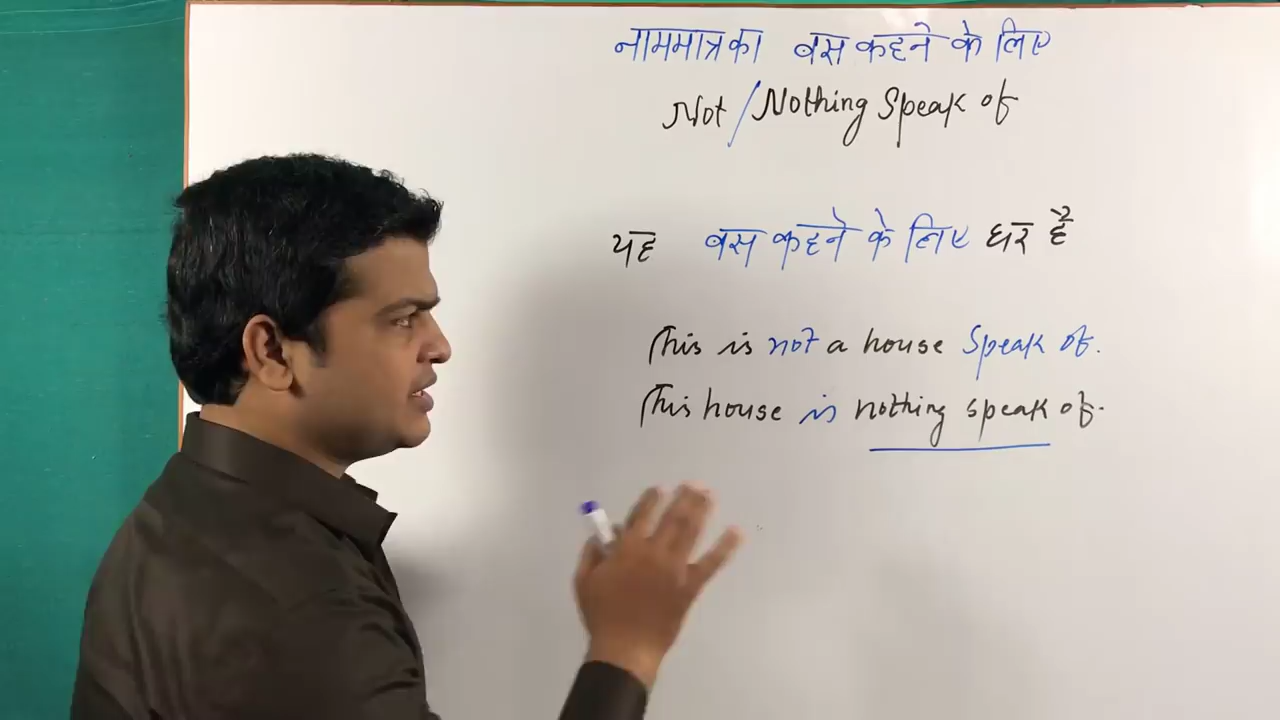 नाममात्र का बस कहने के लिए
Not/Nothing Speak of
यह बस कहने के लिए घर है
This is not a house Speak of.
This house is nothing speak of.